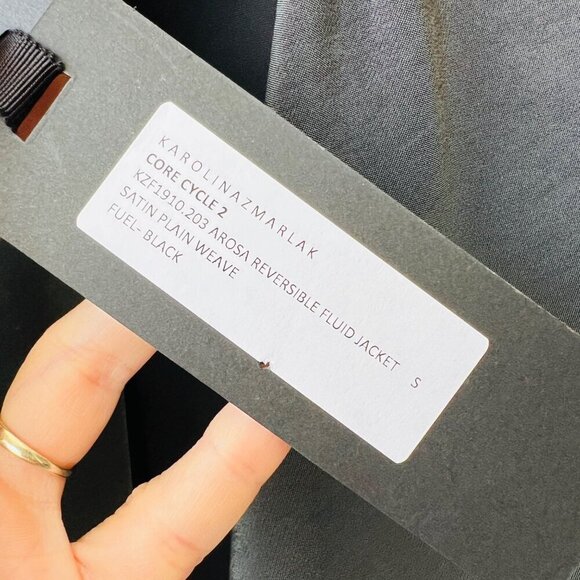 KAROLINAZMARLAK
CORE CYCLE 2
KZF1910.203 AROSA REVERSIBLE FLUID JACKET S
SATIN PLAIN WEAVE
FUEL- BLACK